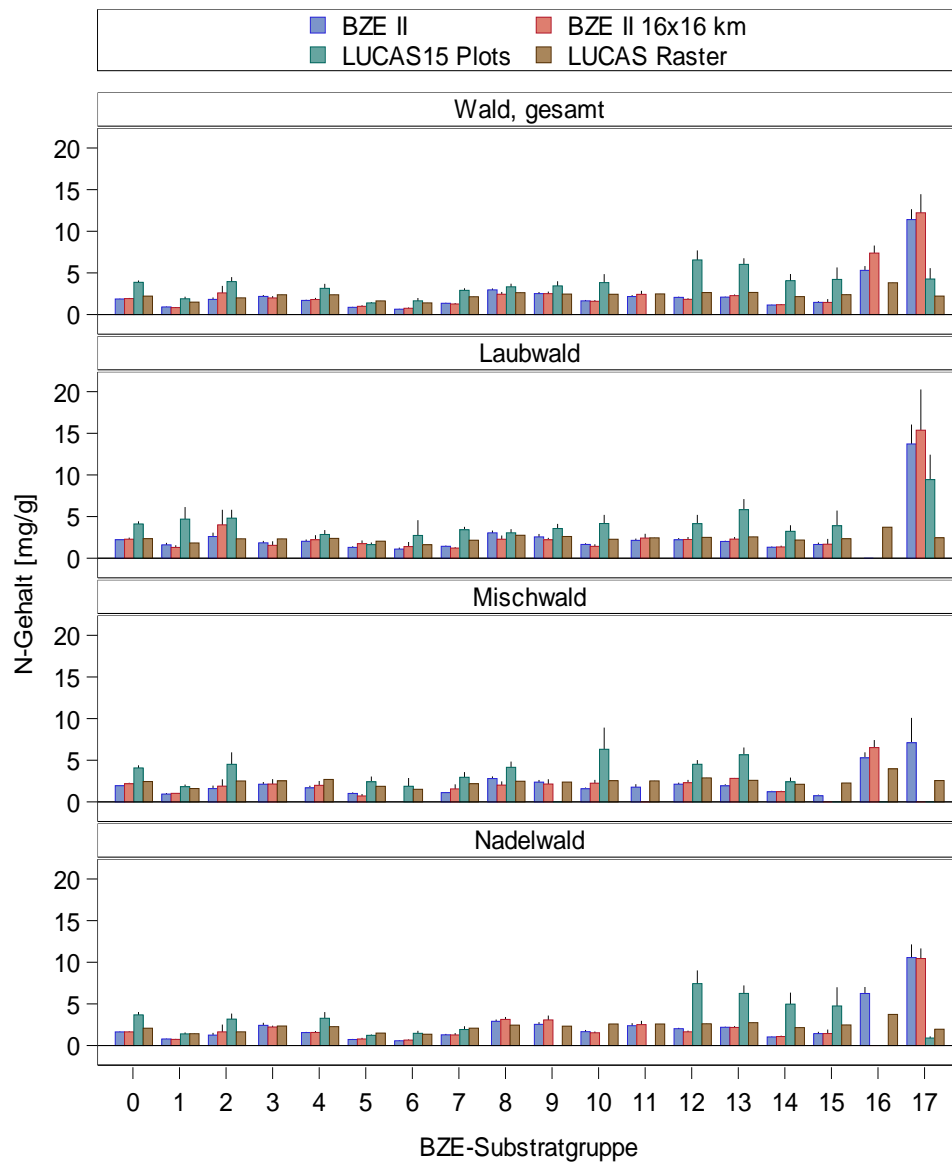 BZE II BZE II 16x16 km
LUCAS15 Plots LUCAS Raster
Wald, gesamt
20
15
10
5
0
Laubwald
20
15
10
5
0
Mischwald
20
15
10
5
0
Nadelwald
20
15
10
5
0
N-Gehalt [mg/g]
0 1 2 3 4 5 6 7 8 9 10 11 12 13 14 15 16 17
BZE-Substratgruppe